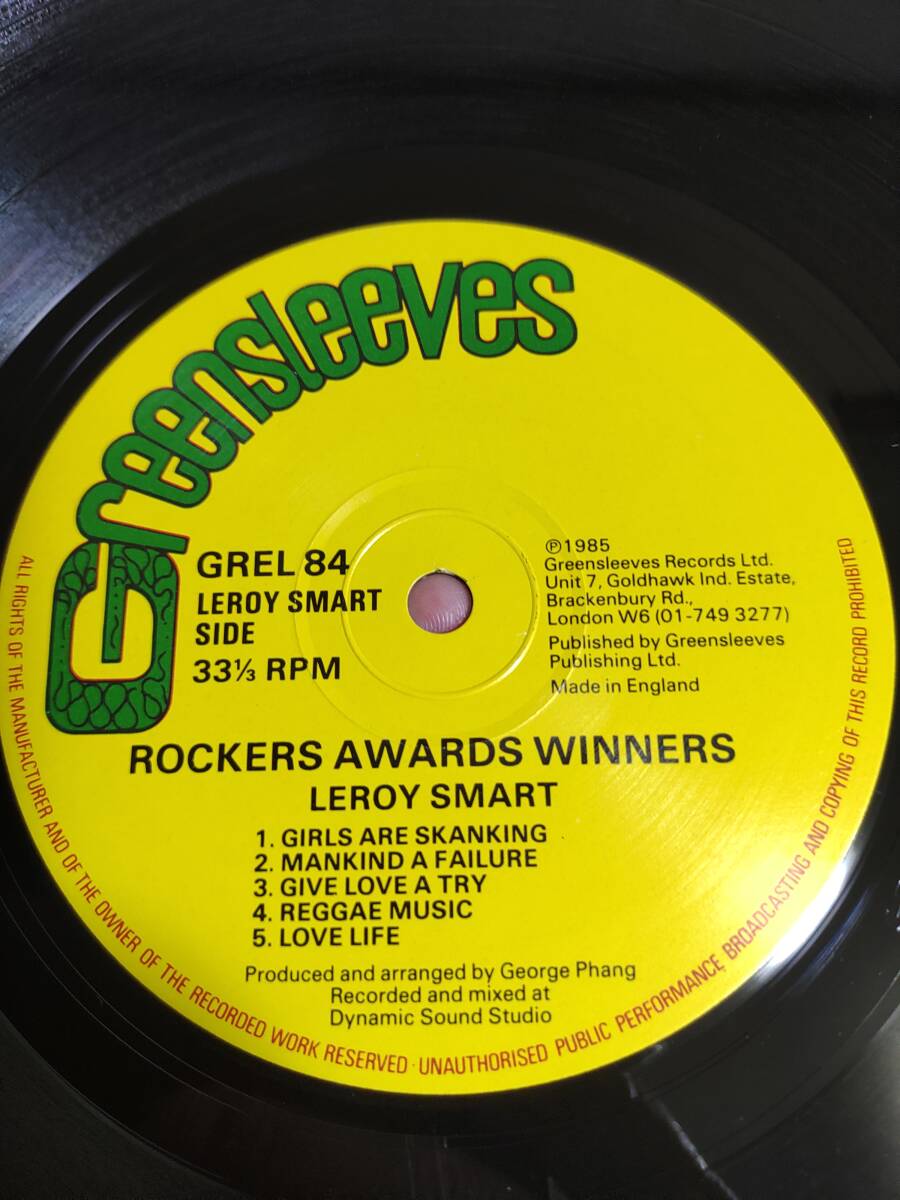 Greensleeves
GREL 84
LEROY SMART
SIDE
33⅓ RPM
℗1985
Greensleeves Records Ltd.
Unit 7, Goldhawk Ind. Estate,
Brackenbury Rd.,
London W6 (01-749 3277)
Published by Greensleeves
Publishing Ltd.
Made in England
ROCKERS AWARDS WINNERS
LEROY SMART
1. GIRLS ARE SKANKING
2. MANKIND A FAILURE
3. GIVE LOVE A TRY
4. REGGAE MUSIC
5. LOVE LIFE
Produced and arranged by George Phang
Recorded and mixed at
Dynamic Sound Studio
ALL RIGHTS OF THE MANUFACTURER AND OF THE OWNER OF THE RECORDED WORK RESERVED · UNAUTHORISED PUBLIC PERFORMANCE, BROADCASTING AND COPYING OF THIS RECORD PROHIBITED